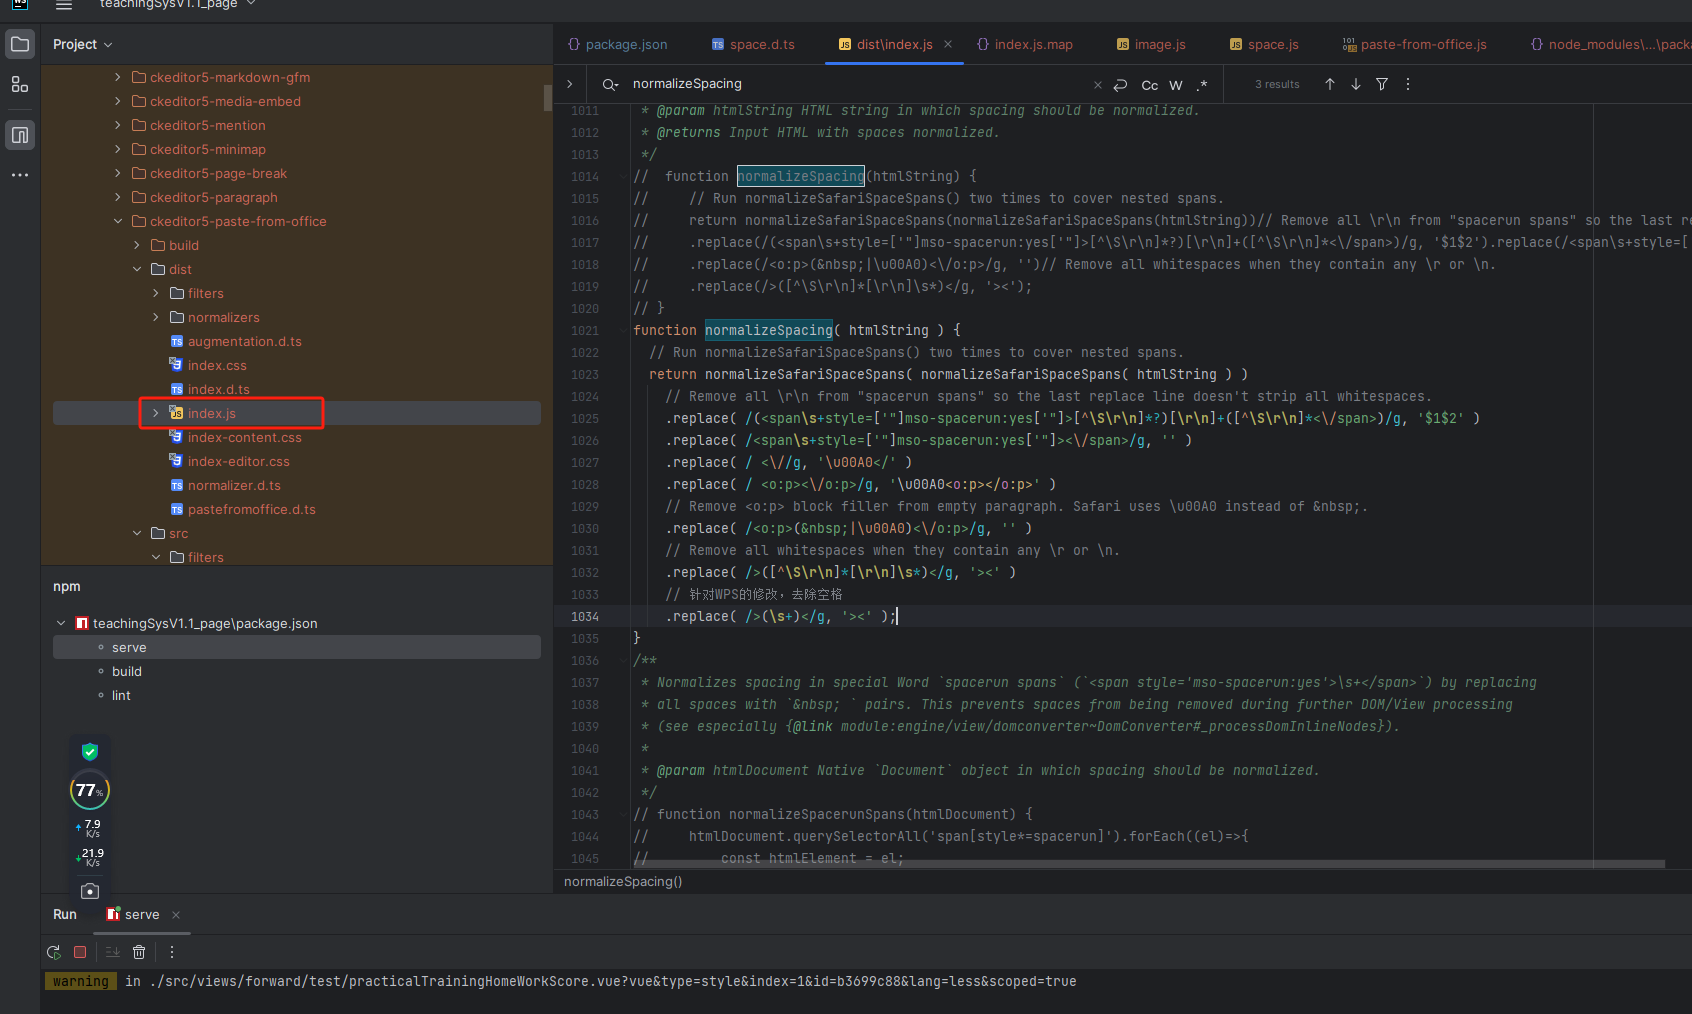 WS
teachingSysV1.1_page
Project
ckeditor5-markdown-gfm
ckeditor5-media-embed
ckeditor5-mention
ckeditor5-minimap
ckeditor5-page-break
ckeditor5-paragraph
ckeditor5-paste-from-office
build
dist
filters
normalizers
augmentation.d.ts
index.css
index.d.ts
index.js
index-content.css
index-editor.css
normalizer.d.ts
pastefromoffice.d.ts
src
filters
npm
teachingSysV1.1_page\package.json
serve
build
lint
77%
7.9
K/s
21.9
K/s
package.json space.d.ts dist\index.js index.js.map image.js space.js paste-from-office.js node_modules\...\pack
normalizeSpacing Cc W .* 3 results
1011 * @param htmlString HTML string in which spacing should be normalized.
1012 * @returns Input HTML with spaces normalized.
1013 */
1014 // function normalizeSpacing(htmlString) {
1015 // // Run normalizeSafariSpaceSpans() two times to cover nested spans.
1016 // return normalizeSafariSpaceSpans(normalizeSafariSpaceSpans(htmlString))// Remove all \r\n from "spacerun spans" so the last re
1017 // .replace(/(<span\s+style=['"]mso-spacerun:yes['"]>[^\S\r\n]*?)[\r\n]+([^\S\r\n]*<\/span>)/g, '$1$2').replace(/<span\s+style=[
1018 // .replace(/<o:p>(&nbsp;|\u00A0)<\/o:p>/g, '')// Remove all whitespaces when they contain any \r or \n.
1019 // .replace(/>([^\S\r\n]*[\r\n]\s*)</g, '><');
1020 // }
1021 function normalizeSpacing( htmlString ) {
1022 // Run normalizeSafariSpaceSpans() two times to cover nested spans.
1023 return normalizeSafariSpaceSpans( normalizeSafariSpaceSpans( htmlString ) )
1024 // Remove all \r\n from "spacerun spans" so the last replace line doesn't strip all whitespaces.
1025 .replace( /(<span\s+style=['"]mso-spacerun:yes['"]>[^\S\r\n]*?)[\r\n]+([^\S\r\n]*<\/span>)/g, '$1$2' )
1026 .replace( /<span\s+style=['"]mso-spacerun:yes['"]><\/span>/g, '' )
1027 .replace( / <\//g, '\u00A0</' )
1028 .replace( / <o:p><\/o:p>/g, '\u00A0<o:p></o:p>' )
1029 // Remove <o:p> block filler from empty paragraph. Safari uses \u00A0 instead of &nbsp;.
1030 .replace( /<o:p>(&nbsp;|\u00A0)<\/o:p>/g, '' )
1031 // Remove all whitespaces when they contain any \r or \n.
1032 .replace( />([^\S\r\n]*[\r\n]\s*)</g, '><' )
1033 // 针对WPS的修改，去除空格
1034 .replace( />(\s+)</g, '><' );
1035 }
1036 /**
1037 * Normalizes spacing in special Word `spacerun spans` (`<span style='mso-spacerun:yes'>\s+</span>`) by replacing
1038 * all spaces with `&nbsp; ` pairs. This prevents spaces from being removed during further DOM/View processing
1039 * (see especially {@link module:engine/view/domconverter~DomConverter#_processDomInlineNodes}).
1040 *
1041 * @param htmlDocument Native `Document` object in which spacing should be normalized.
1042 */
1043 // function normalizeSpacerunSpans(htmlDocument) {
1044 // htmlDocument.querySelectorAll('span[style*=spacerun]').forEach((el)=>{
1045 // const htmlElement = el;
normalizeSpacing()
Run serve
warning in ./src/views/forward/test/practicalTrainingHomeWorkScore.vue?vue&type=style&index=1&id=b3699c88&lang=less&scoped=true